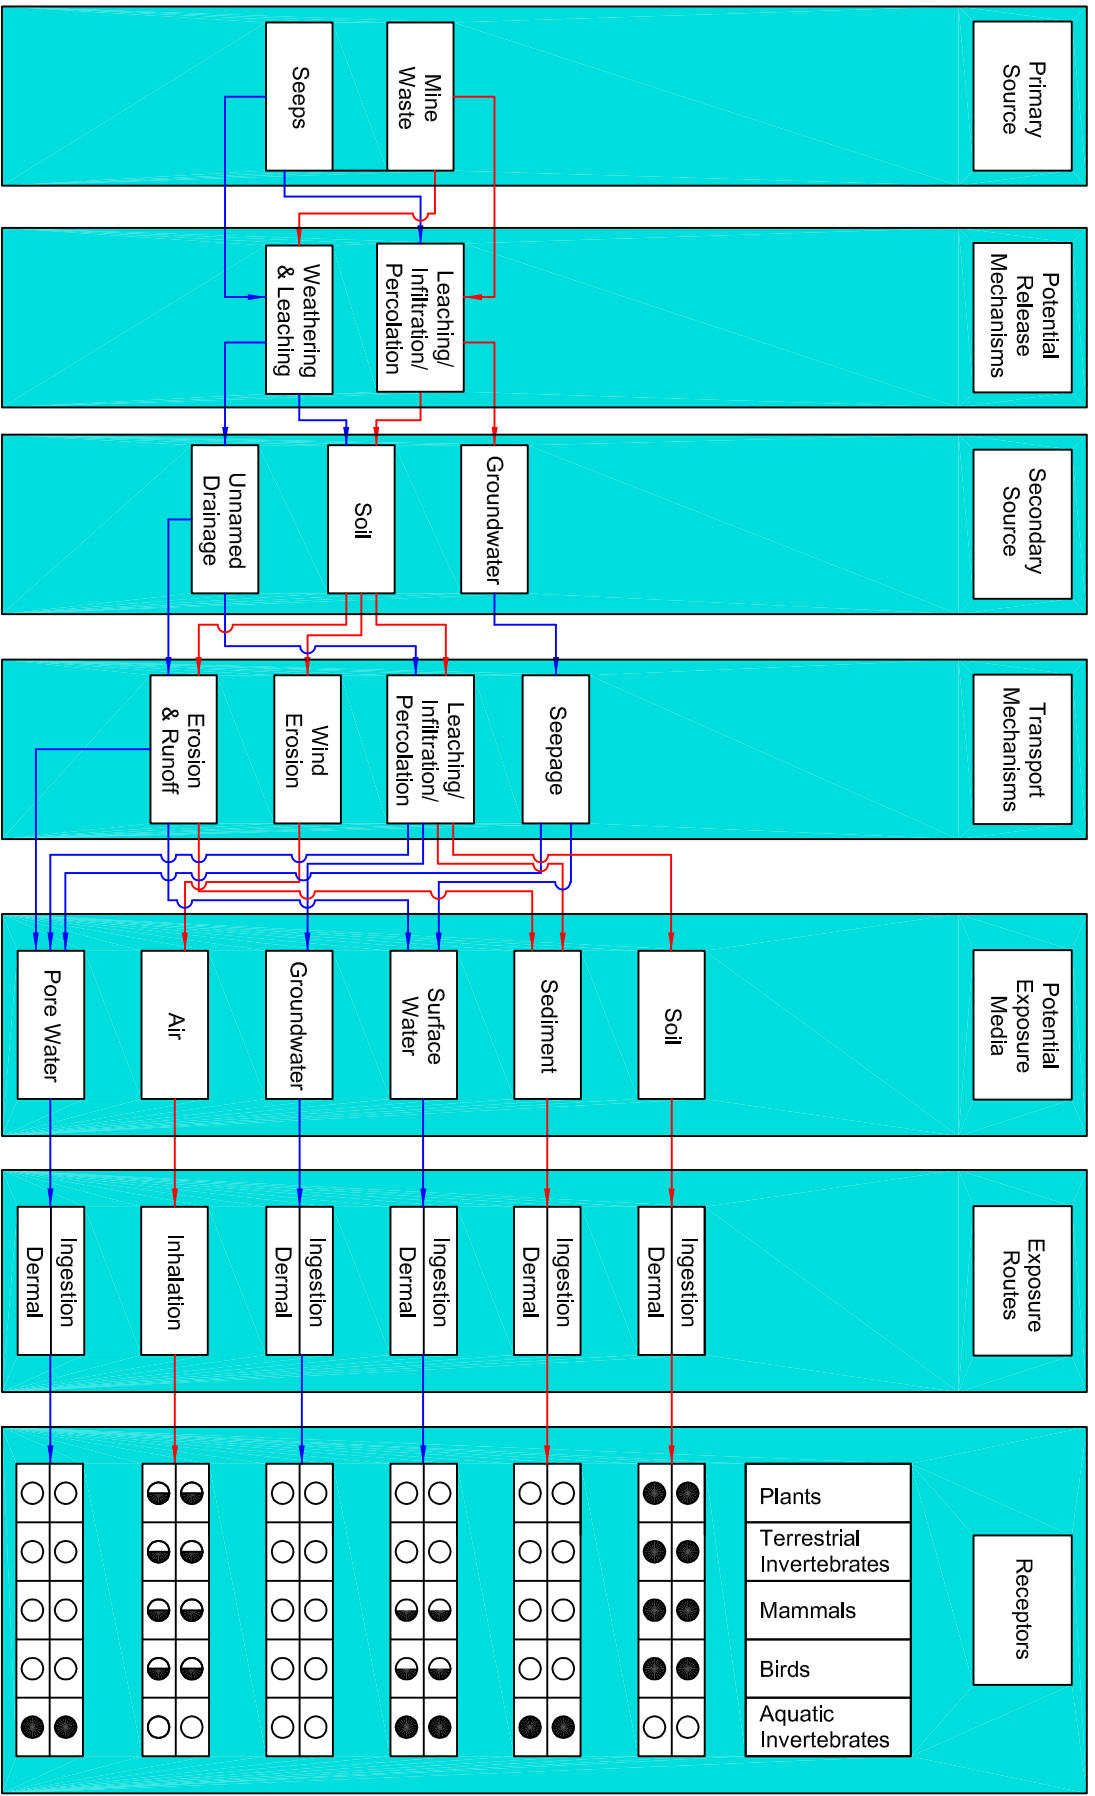 Primary
Source
Mine
Waste
Seeps
Potential
Release
Mechanisms
Leaching/
Infiltration/
Percolation
Weathering
& Leaching
Secondary
Source
Groundwater
Soil
Unnamed
Drainage
Transport
Mechanisms
Seepage
Leaching/
Infiltration/
Percolation
Wind
Erosion
Erosion
& Runoff
Potential
Exposure
Media
Soil
Sediment
Surface
Water
Groundwater
Air
Pore Water
Exposure
Routes
Ingestion
Dermal
Ingestion
Dermal
Ingestion
Dermal
Ingestion
Dermal
Inhalation
Ingestion
Dermal
Receptors
Plants
Terrestrial
Invertebrates
Mammals
Birds
Aquatic
Invertebrates